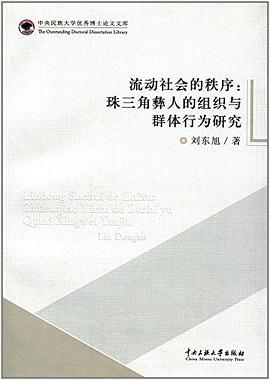 中央民族大学优秀博士论文文库
The Outstanding Doctoral Dissertation Library
流动社会的秩序:
珠三角彝人的组织与
群体行为研究
刘东旭/著
Liudong Shehui de Zhixu:
Zhusanjiao Yiren de Zuzhi yu
Qunti Xingwei Yanjiu
Liu Dongxu
中央民族大学出版社
China Minzu University Press